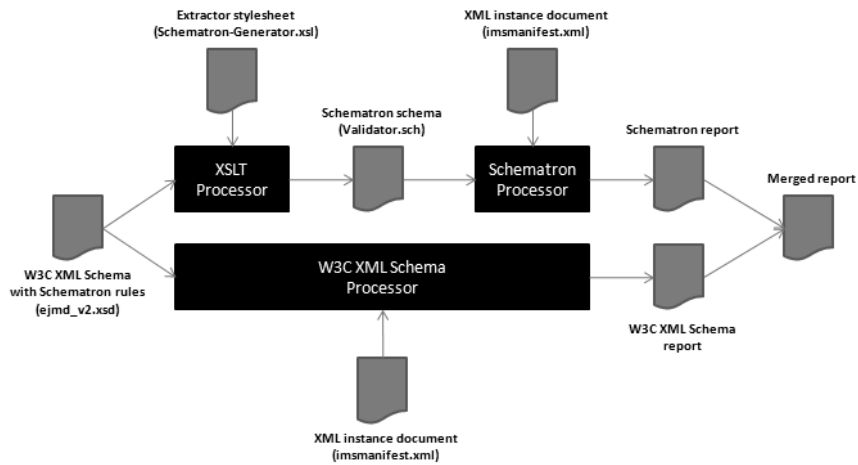 Extractor stylesheet
(Schematron-Generator.xsl)
XML instance document
(imsmanifest.xml)
Schematron schema
(Validator.sch)
Schematron report
XSLT
Processor
Schematron
Processor
Merged report
W3C XML Schema
with Schematron rules
(ejmd_v2.xsd)
W3C XML Schema
Processor
W3C XML Schema
report
XML instance document
(imsmanifest.xml)